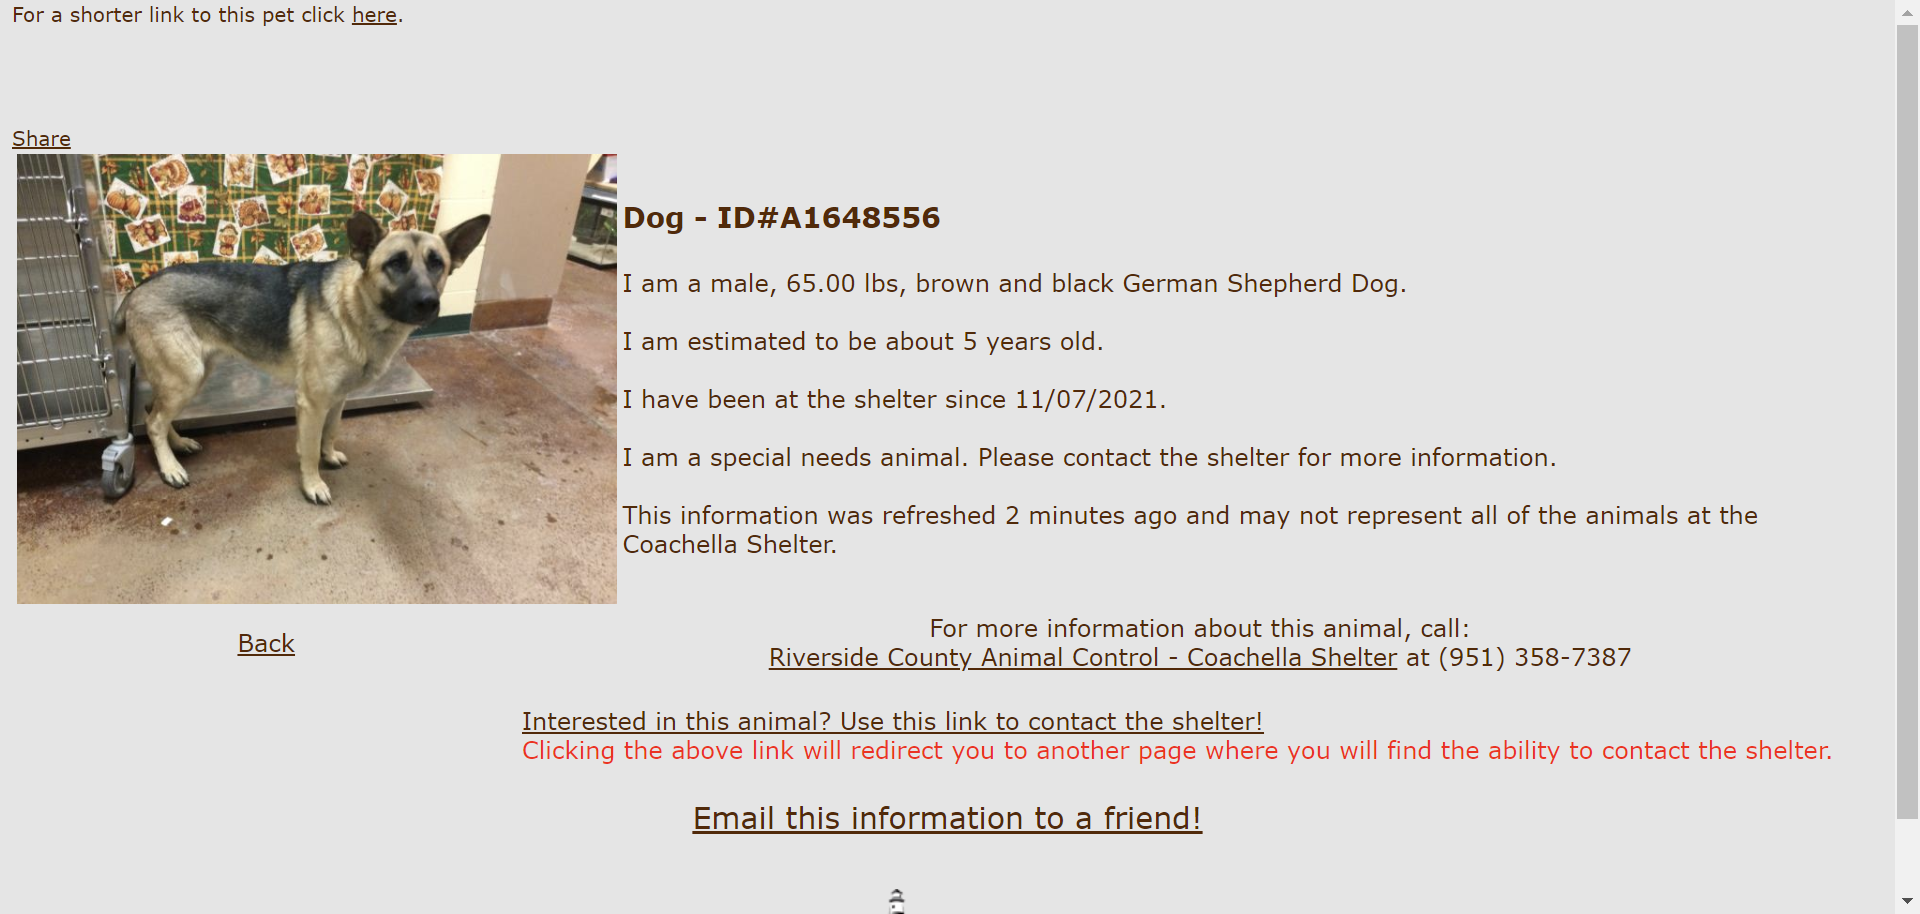 For a shorter link to this pet click here.
Share
Dog - ID#A1648556
I am a male, 65.00 lbs, brown and black German Shepherd Dog.
I am estimated to be about 5 years old.
I have been at the shelter since 11/07/2021.
I am a special needs animal. Please contact the shelter for more information.
This information was refreshed 2 minutes ago and may not represent all of the animals at the
Coachella Shelter.
Back
For more information about this animal, call:
Riverside County Animal Control - Coachella Shelter at (951) 358-7387
Interested in this animal? Use this link to contact the shelter!
Clicking the above link will redirect you to another page where you will find the ability to contact the shelter.
Email this information to a friend!